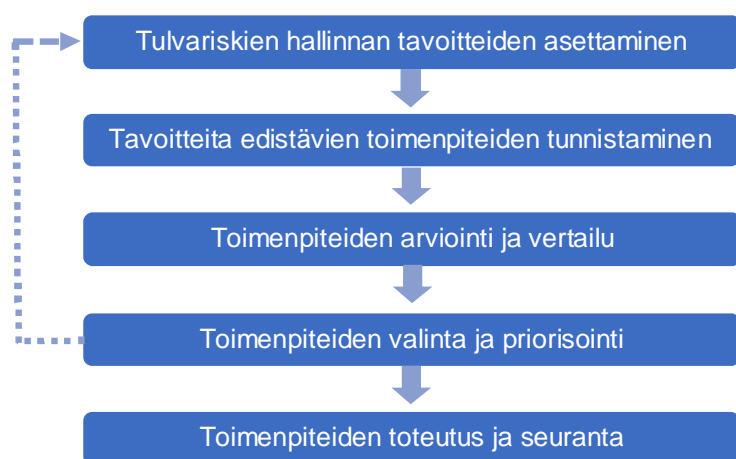 Tulvariskien hallinnan tavoitteiden asettaminen
Tavoitteita edistävien toimenpiteiden tunnistaminen
Toimenpiteiden arviointi ja vertailu
Toimenpiteiden valinta ja priorisointi
Toimenpiteiden toteutus ja seuranta